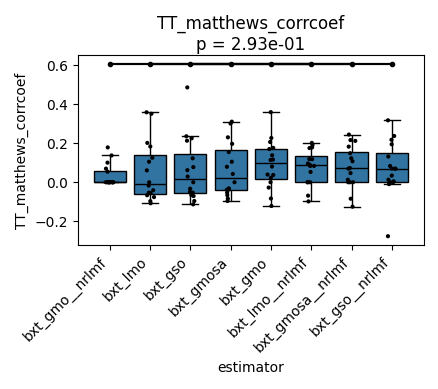 TT_matthews_corrcoef
p = 2.93e-01
TT_matthews_corrcoef
0.6
0.4
0.2
0.0
−0.2
bxt_gmo__nrlmf
bxt_lmo
bxt_gso
bxt_gmosa
bxt_gmo
bxt_lmo__nrlmf
bxt_gmosa__nrlmf
bxt_gso__nrlmf
estimator